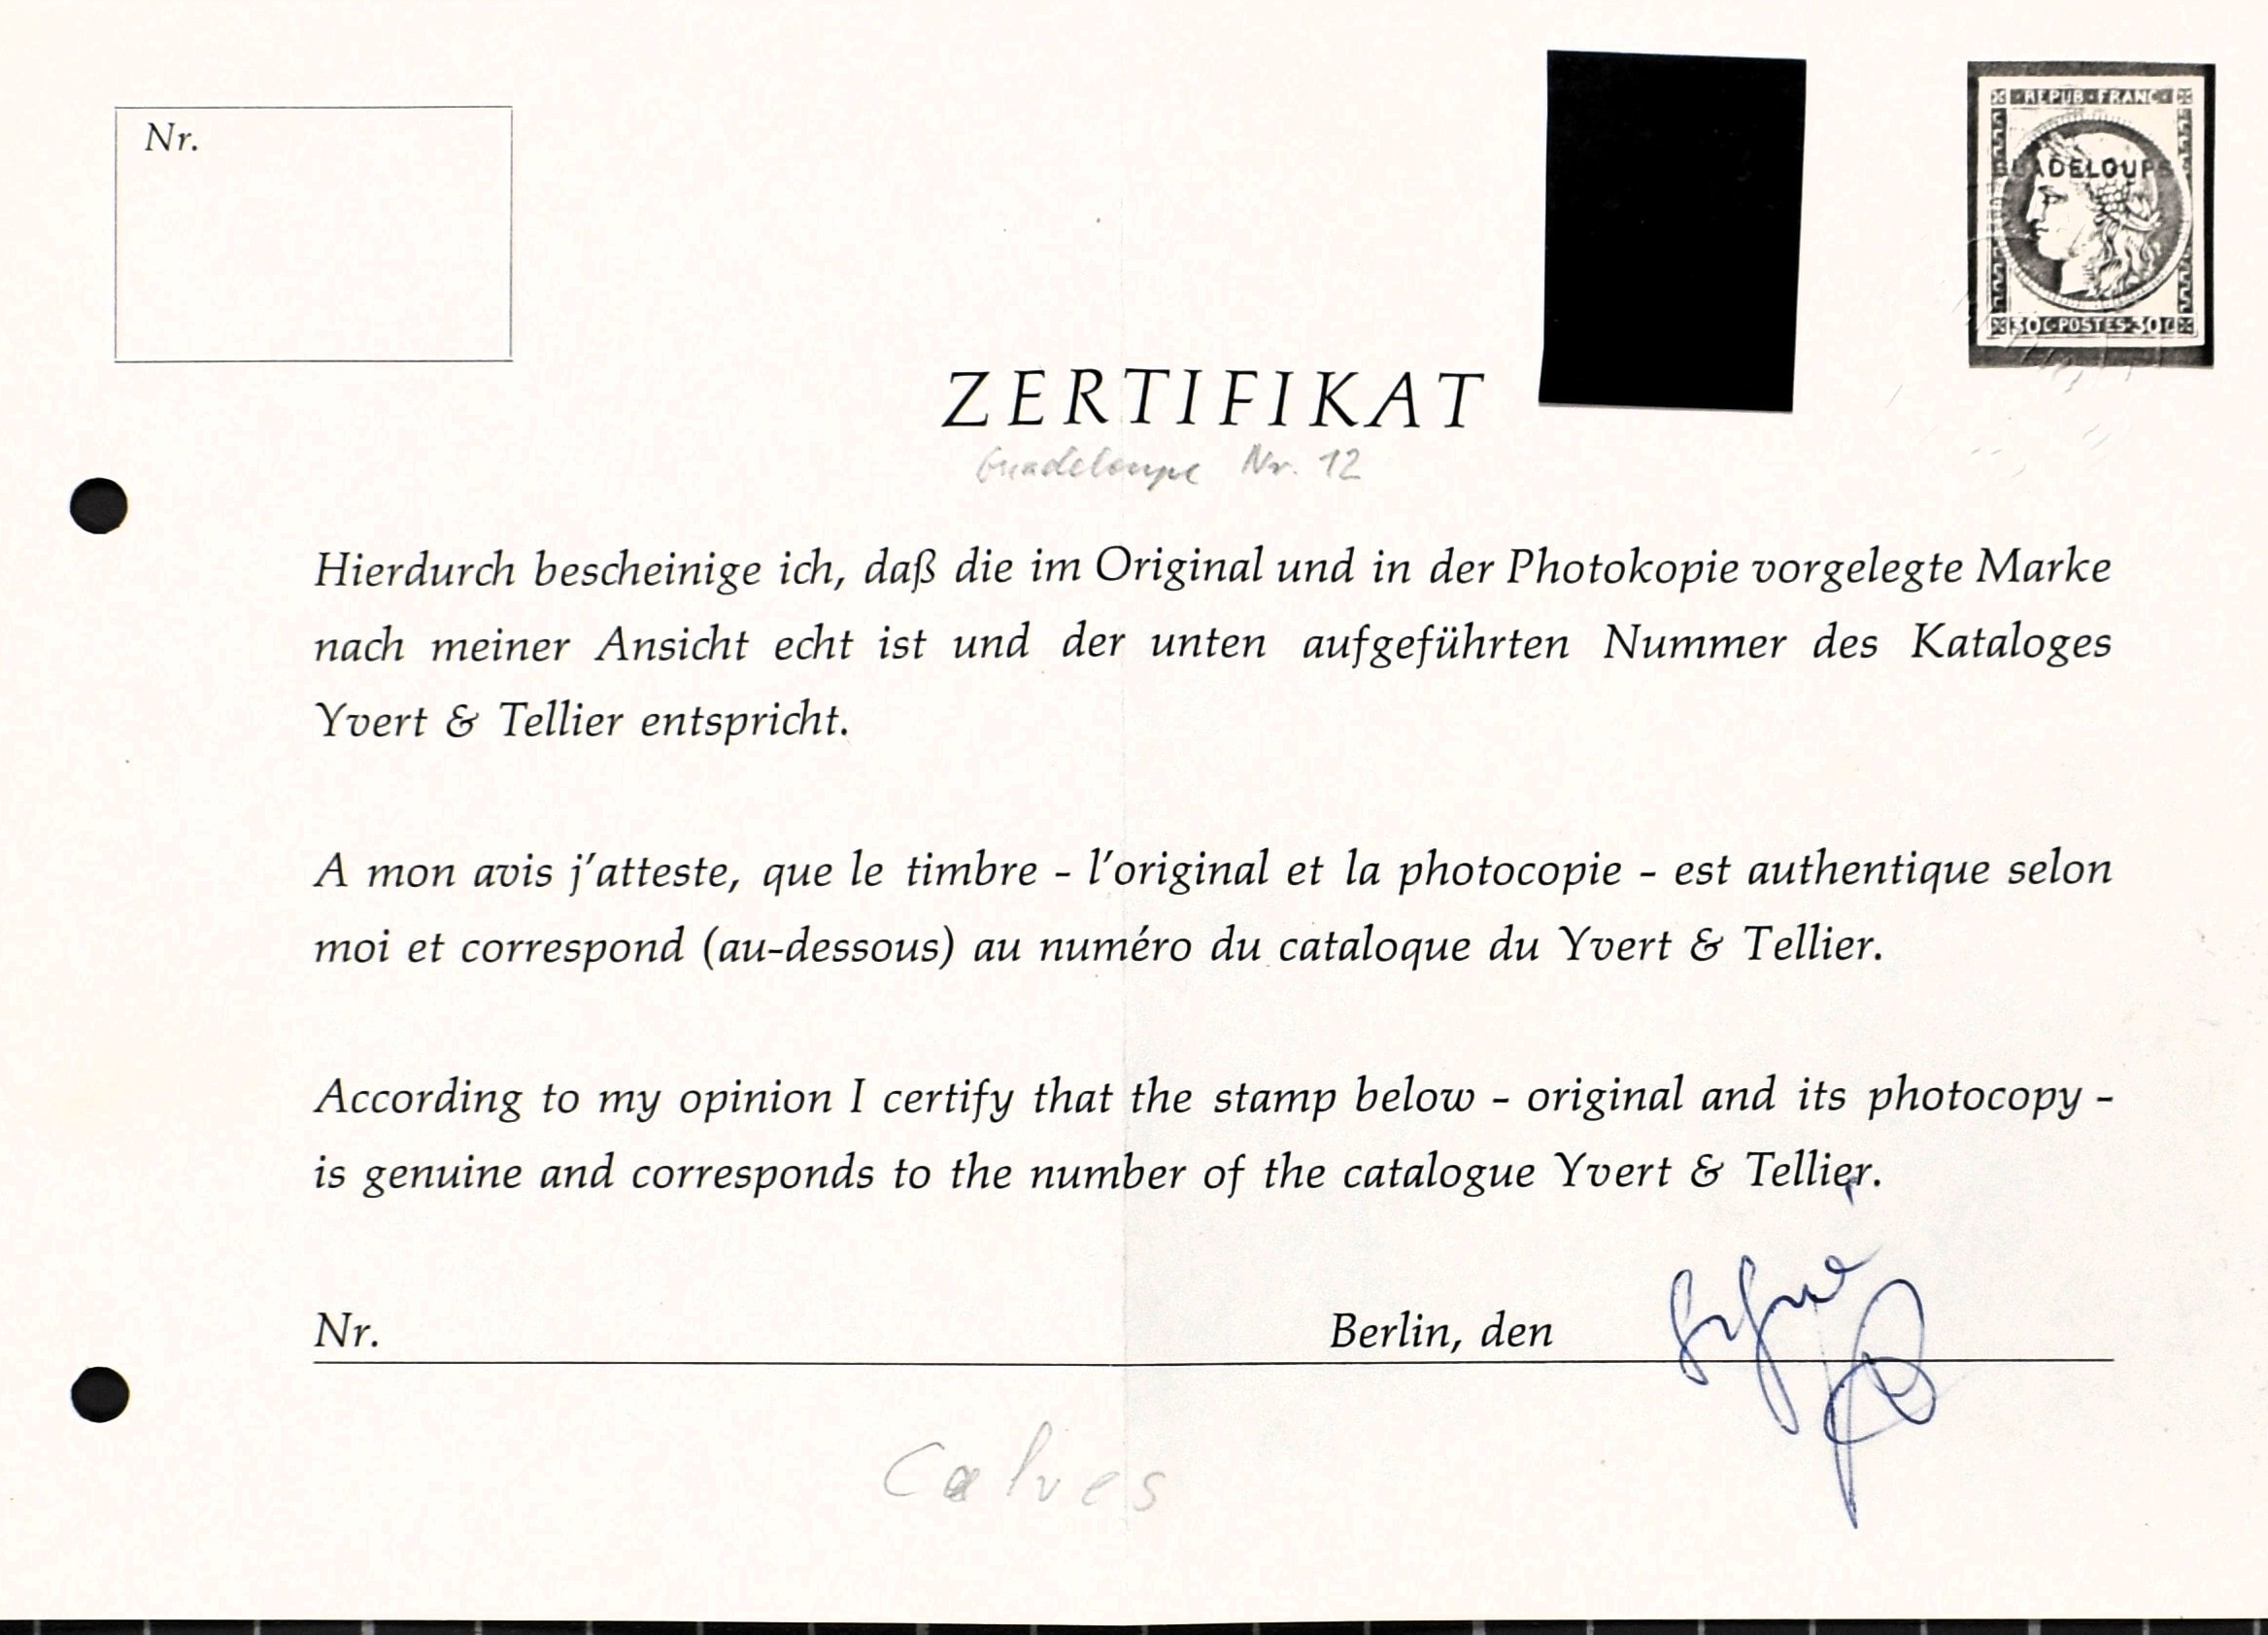 Nr.
REPUB·FRANC
GUADELOUPE
30C·POSTES·30C
ZERTIFIKAT
Guadeloupe Nr. 12
Hierdurch bescheinige ich, daß die im Original und in der Photokopie vorgelegte Marke
nach meiner Ansicht echt ist und der unten aufgeführten Nummer des Kataloges
Yvert & Tellier entspricht.
A mon avis j'atteste, que le timbre - l'original et la photocopie - est authentique selon
moi et correspond (au-dessous) au numéro du cataloque du Yvert & Tellier.
According to my opinion I certify that the stamp below - original and its photocopy -
is genuine and corresponds to the number of the catalogue Yvert & Tellier.
Nr. Berlin, den
Calves